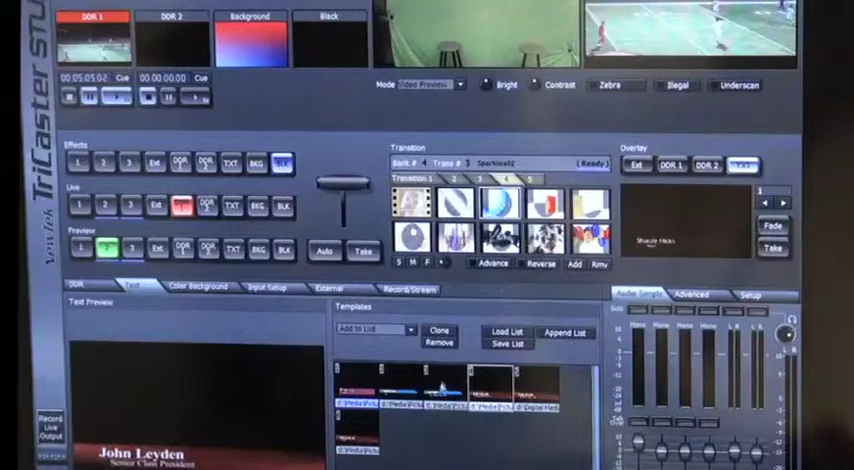 DDR 1
DDR 2
Background
Black
00:05:05.02 Cue
00:00:00.00 Cue
Mode Video Preview
Bright
Contrast
Zebra
Illegal
Underscan
NewTek TriCaster STU
Effects
1 2 3 Ext DDR 1 DDR 2 TXT BKG BLK
Live
1 2 3 Ext DDR 1 DDR 2 TXT BKG BLK
Preview
1 2 3 Ext DDR 1 DDR 2 TXT BKG BLK
Auto Take
Transition
Bank # 4 Trans # 3 (Ready)
Transition 1 2 3 4 5
S M F
Advance Reverse Add Rmv
Overlay
Ext DDR 1 DDR 2 TXT
1
Fade
Take
Hicks
DDR Text Color Background Input Setup External Record/Stream
Text Preview
John Leyden
Senior Class President
Record
Live
Output
Templates
Add to List
Clone
Remove
Load List
Save List
Append List
Audio Simple Advanced Setup
Mono Mono Mono Mono L R L R
L R